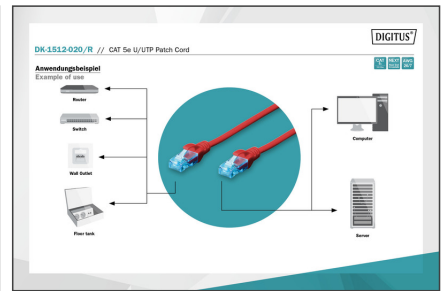 DIGITUS®
DK-1512-020/R // CAT 5e U/UTP Patch Cord
Anwendungsbeispiel
Example of use
Router
Switch
Wall Outlet
Floor tank
Computer
Server